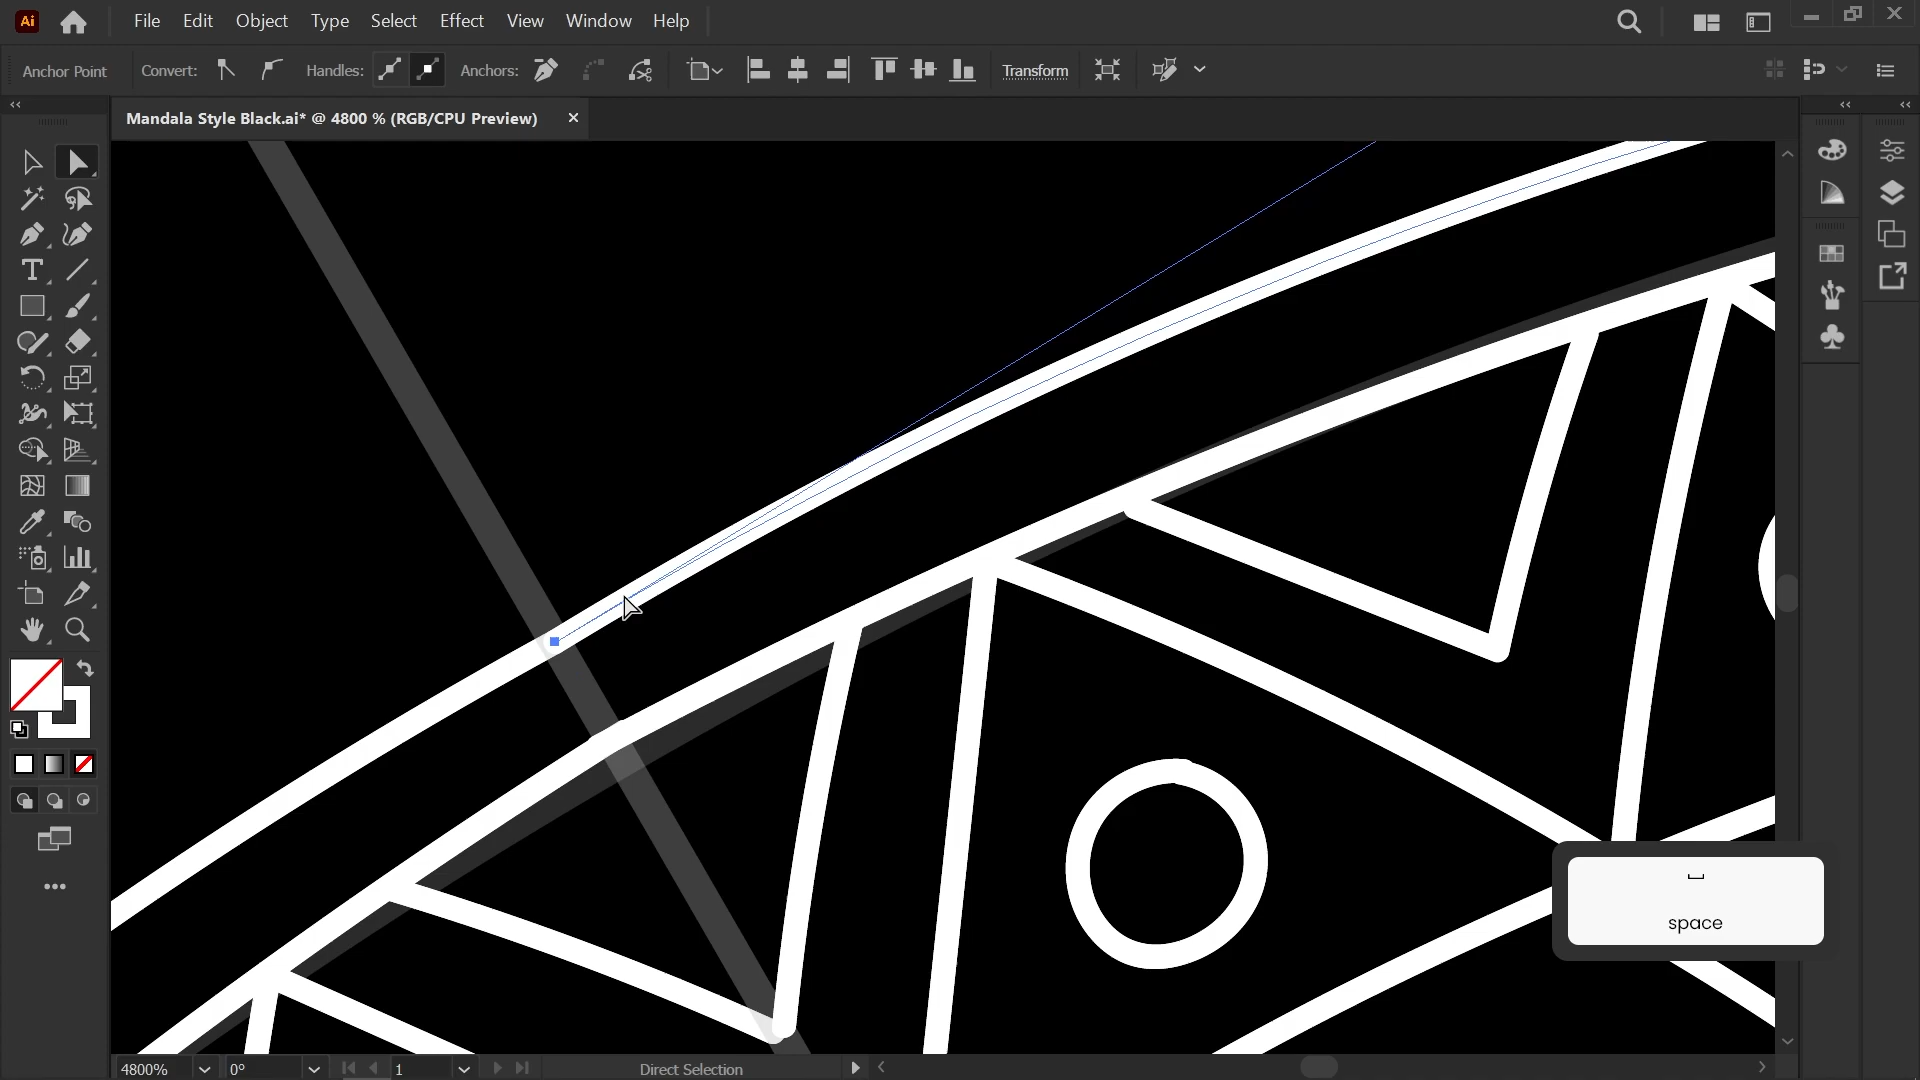 Ai File Edit Object Type Select Effect View Window Help
Anchor Point Convert: Handles: Anchors: Transform
Mandala Style Black.ai* @ 4800 % (RGB/CPU Preview)
T
space
4800% 0° 1 Direct Selection